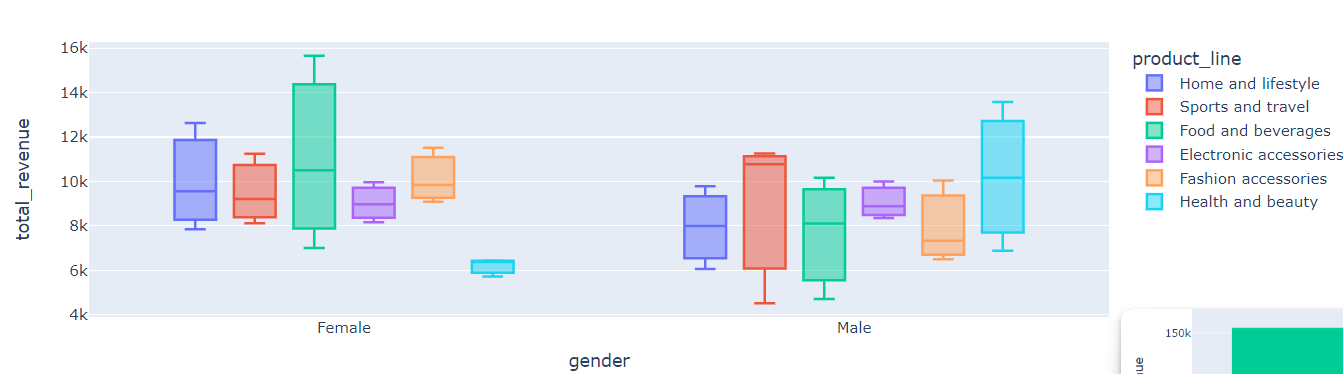 16k
14k
12k
10k
8k
6k
4k
total_revenue
Female
Male
gender
product_line
Home and lifestyle
Sports and travel
Food and beverages
Electronic accessories
Fashion accessories
Health and beauty
150k